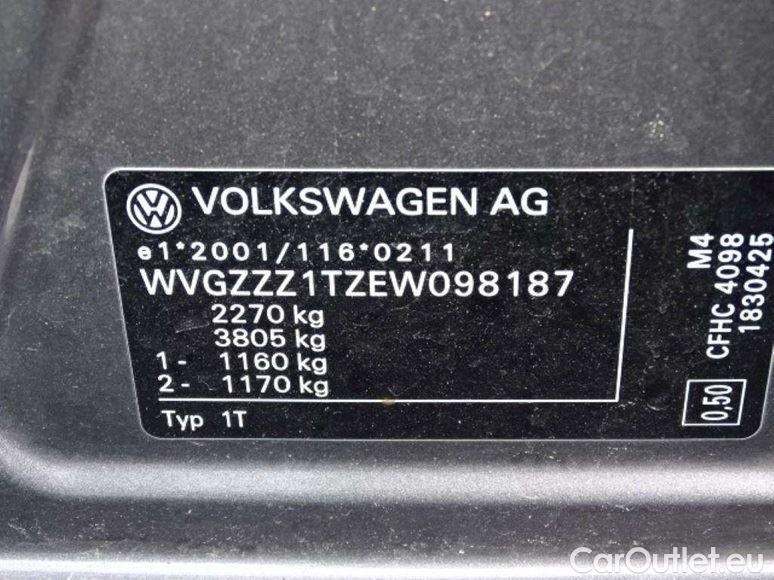 VOLKSWAGEN AG
e1*2001/116*0211
WVGZZZ1TZEW098187
2270 kg
3805 kg
1- 1160 kg
2- 1170 kg
Typ 1T
M4
CFHC 4098
1830425
0,50
CarOutlet.eu